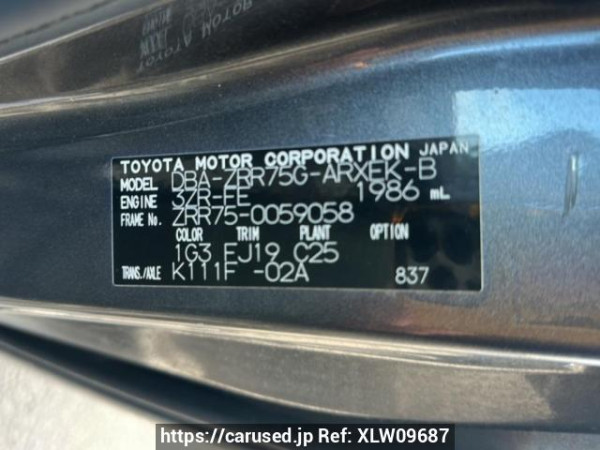 TOYOTA MOTOR CORPORATION JAPAN
MODEL DBA-ZRR75G-ARXEK-B
ENGINE 3ZR-FE 1986 mL
FRAME No. ZRR75-0059058
COLOR TRIM PLANT OPTION
1G3 EJ19 C25
TRANS./AXLE K111F -02A 837
https://carused.jp Ref: XLW09687